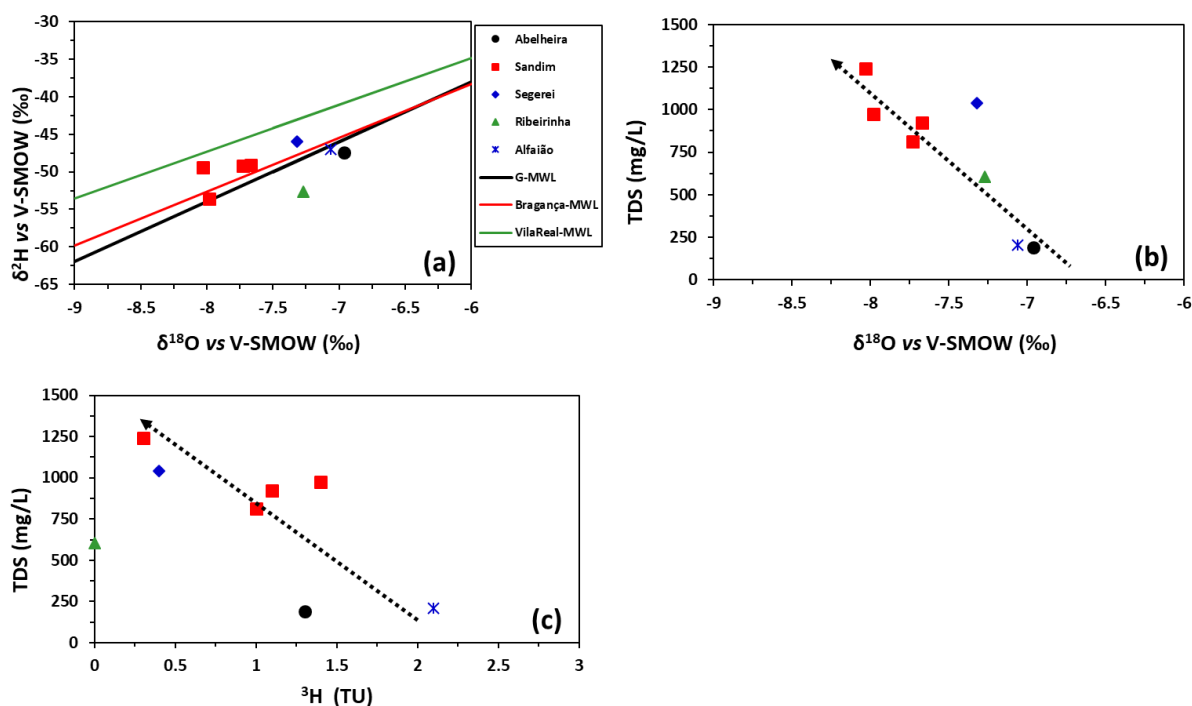 -30
-35
-40
-45
-50
-55
-60
-65
δ²H vs V-SMOW (‰)
-9 -8.5 -8 -7.5 -7 -6.5 -6
δ¹⁸O vs V-SMOW (‰)
(a)
Abelheira
Sandim
Segerei
Ribeirinha
Alfaião
G-MWL
Bragança-MWL
VilaReal-MWL
1500
1250
1000
750
500
250
0
TDS (mg/L)
(b)
-9 -8.5 -8 -7.5 -7 -6.5 -6
δ¹⁸O vs V-SMOW (‰)
1500
1250
1000
750
500
250
0
TDS (mg/L)
(c)
0 0.5 1 1.5 2 2.5 3
³H (TU)